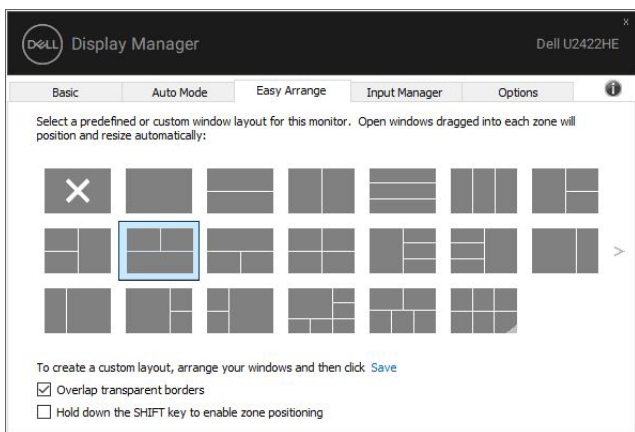 x
DELL Display Manager Dell U2422HE
Basic Auto Mode Easy Arrange Input Manager Options i
Select a predefined or custom window layout for this monitor. Open windows dragged into each zone will
position and resize automatically:
>
To create a custom layout, arrange your windows and then click Save
Overlap transparent borders
Hold down the SHIFT key to enable zone positioning